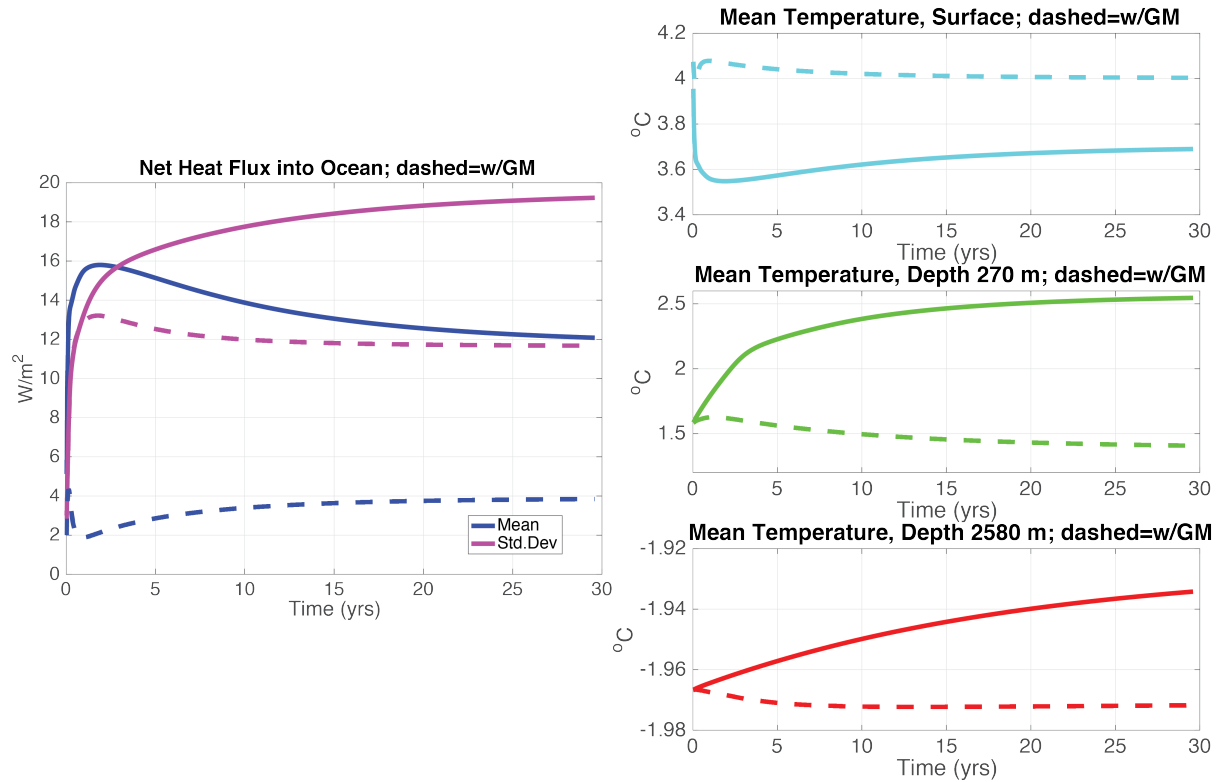 Net Heat Flux into Ocean; dashed=w/GM
20
18
16
14
12
10
8
6
4
2
0
W/m²
0 5 10 15 20 25 30
Time (yrs)
Mean
Std.Dev
Mean Temperature, Surface; dashed=w/GM
4.2
4
3.8
3.6
3.4
°C
0 5 10 15 20 25 30
Time (yrs)
Mean Temperature, Depth 270 m; dashed=w/GM
2.5
2
1.5
°C
0 5 10 15 20 25 30
Time (yrs)
Mean Temperature, Depth 2580 m; dashed=w/GM
-1.92
-1.94
-1.96
-1.98
°C
0 5 10 15 20 25 30
Time (yrs)